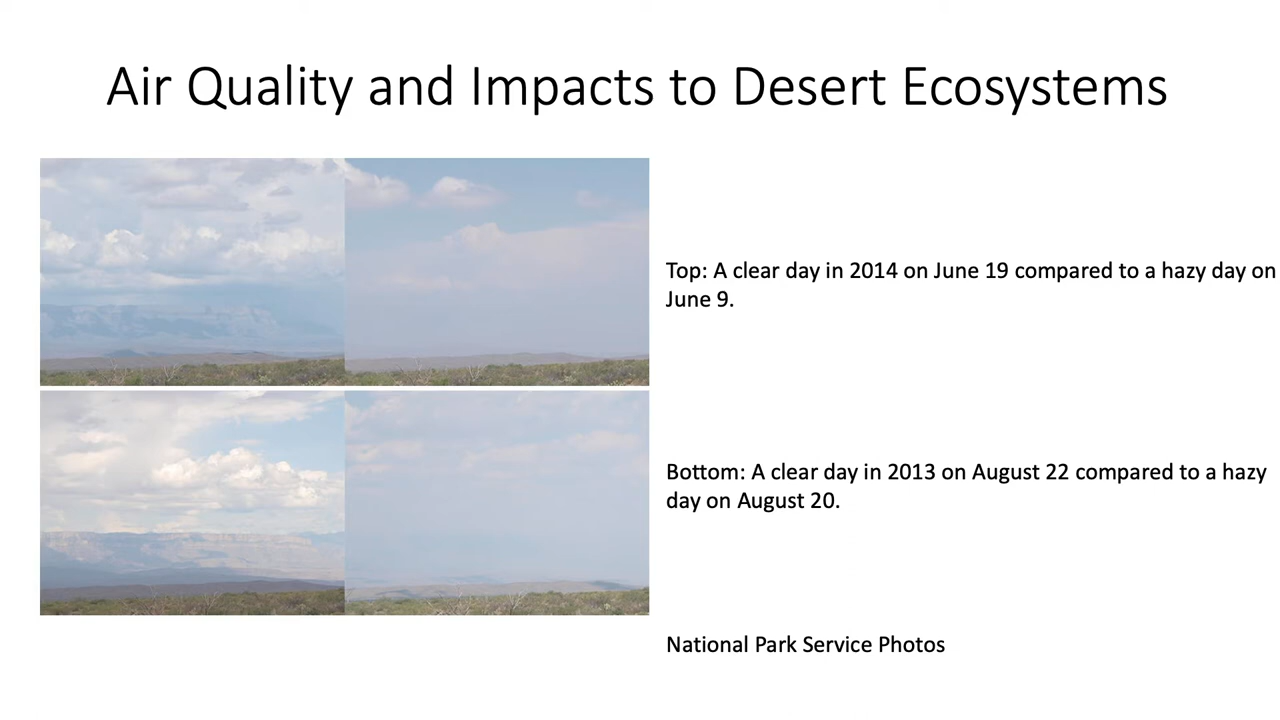 Air Quality and Impacts to Desert Ecosystems
Top: A clear day in 2014 on June 19 compared to a hazy day on
June 9.
Bottom: A clear day in 2013 on August 22 compared to a hazy
day on August 20.
National Park Service Photos